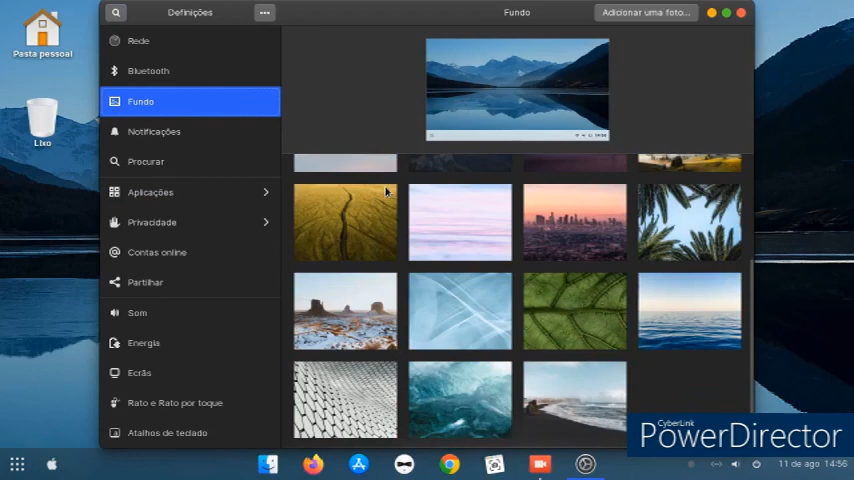 Definições
Fundo
Adicionar uma foto...
Pasta pessoal
Lixo
Rede
Bluetooth
Fundo
Notificações
Procurar
Aplicações
Privacidade
Contas online
Partilhar
Som
Energia
Ecrãs
Rato e Rato por toque
Atalhos de teclado
CyberLink
PowerDirector
11 de ago 14:56